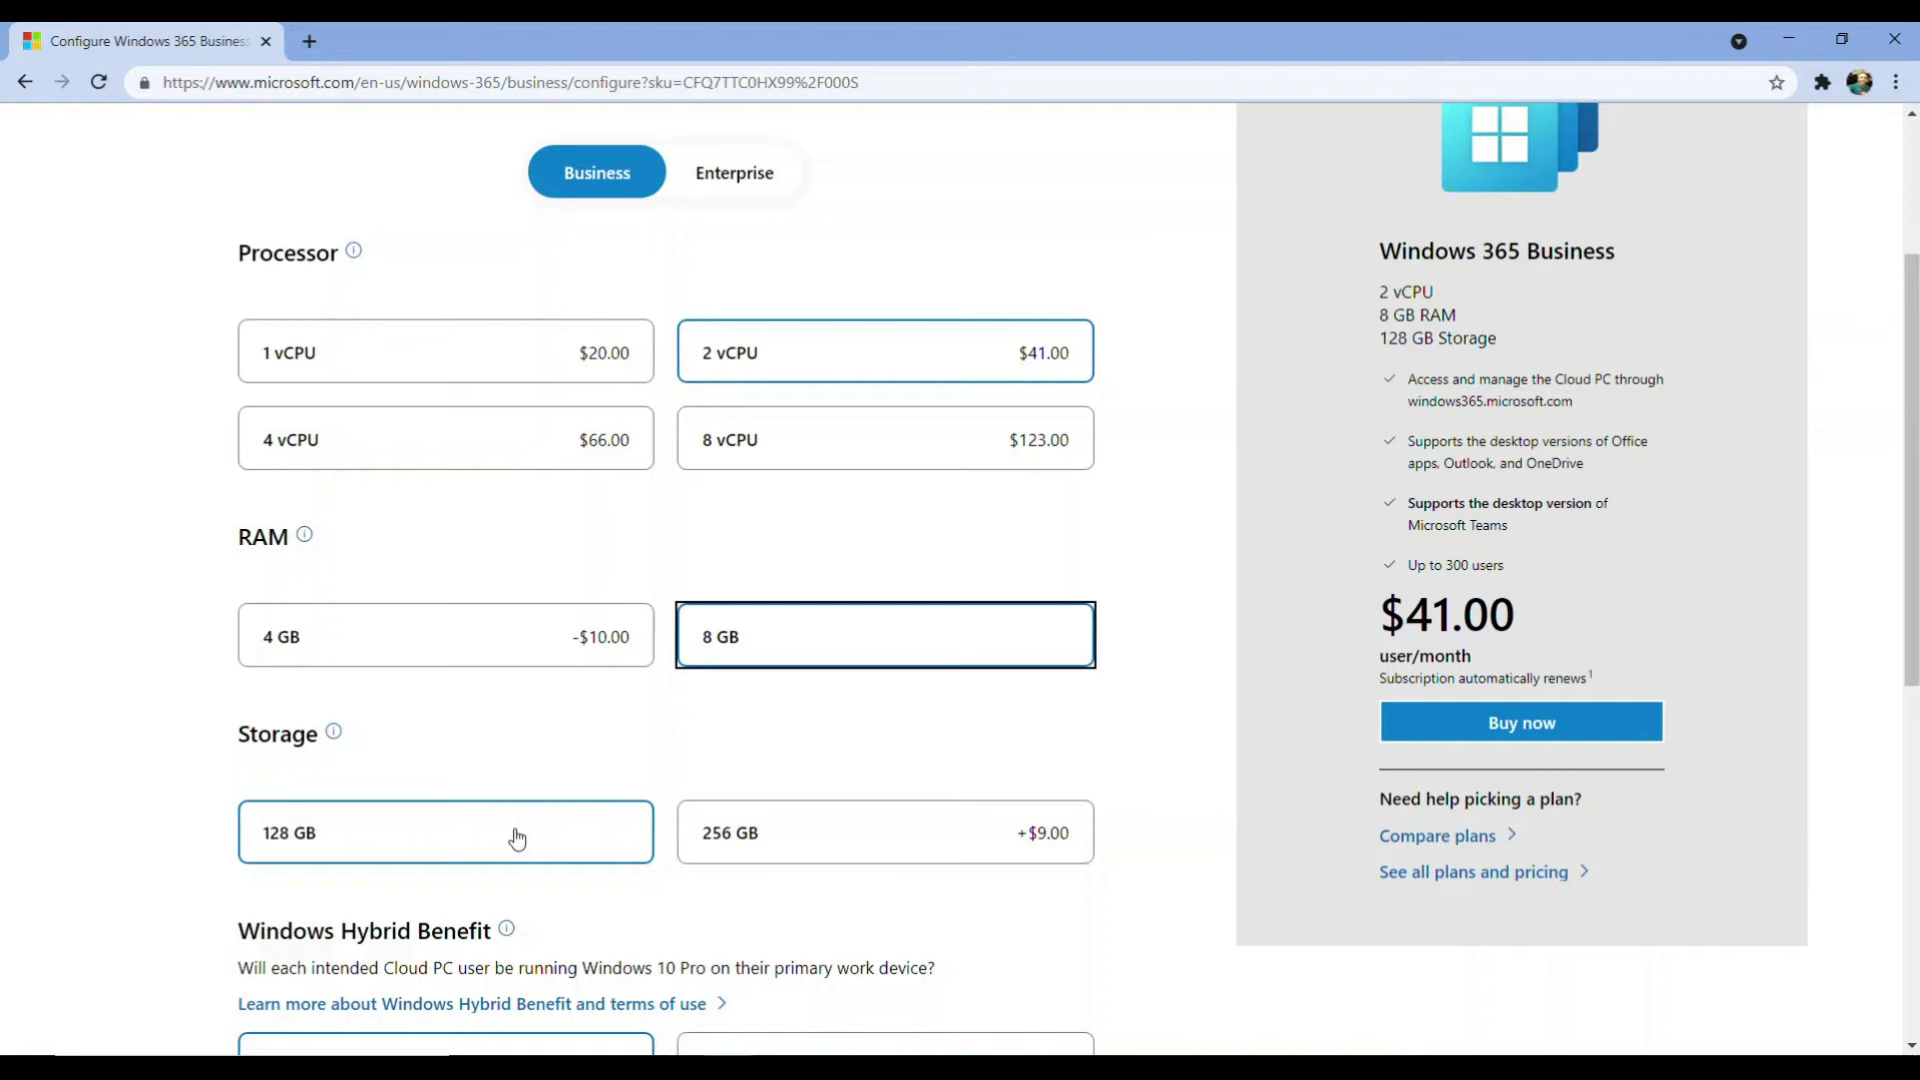 Configure Windows 365 Business
https://www.microsoft.com/en-us/windows-365/business/configure?sku=CFQ7TTC0HX99%2F000S
Business
Enterprise
Processor
1 vCPU $20.00
2 vCPU $41.00
4 vCPU $66.00
8 vCPU $123.00
RAM
4 GB -$10.00
8 GB
Storage
128 GB
256 GB +$9.00
Windows Hybrid Benefit
Will each intended Cloud PC user be running Windows 10 Pro on their primary work device?
Learn more about Windows Hybrid Benefit and terms of use
Windows 365 Business
2 vCPU
8 GB RAM
128 GB Storage
Access and manage the Cloud PC through
windows365.microsoft.com
Supports the desktop versions of Office
apps, Outlook, and OneDrive
Supports the desktop version of
Microsoft Teams
Up to 300 users
$41.00
user/month
Subscription automatically renews1
Buy now
Need help picking a plan?
Compare plans
See all plans and pricing